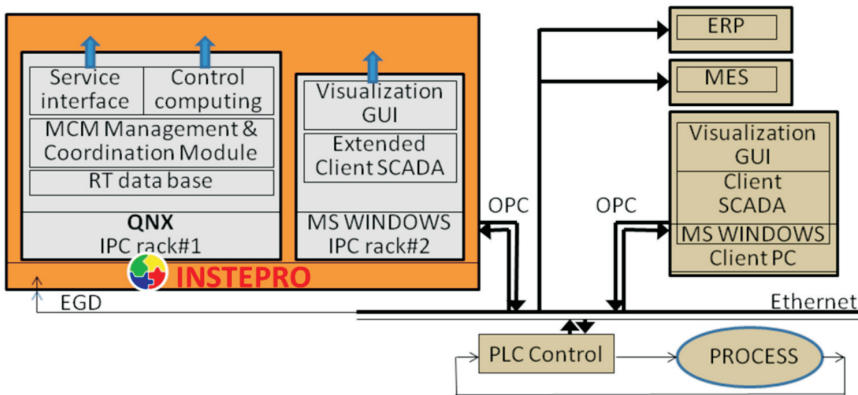 Service
interface
Control
computing
MCM Management &
Coordination Module
RT data base
QNX
IPC rack#1
Visualization
GUI
Extended
Client SCADA
MS WINDOWS
IPC rack#2
INSTEPRO
EGD
OPC
OPC
ERP
MES
Visualization
GUI
Client
SCADA
MS WINDOWS
Client PC
Ethernet
PLC Control
PROCESS